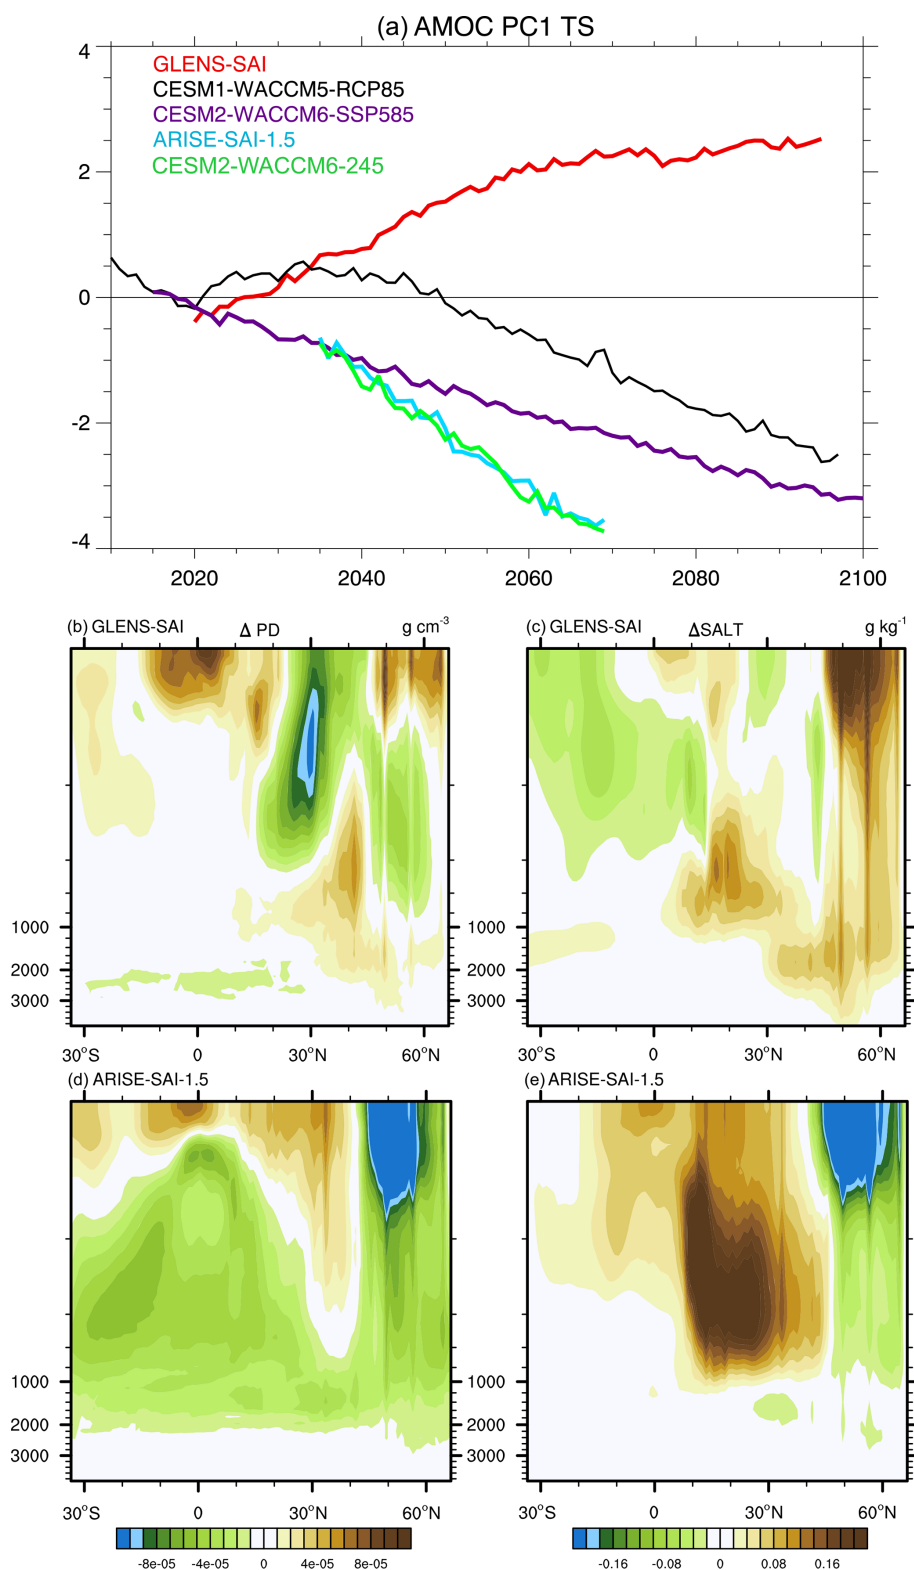 (a) AMOC PC1 TS
4
GLENS-SAI
CESM1-WACCM5-RCP85
CESM2-WACCM6-SSP585
ARISE-SAI-1.5
CESM2-WACCM6-245
2
0
-2
-4
2020 2040 2060 2080 2100
(b) GLENS-SAI Δ PD g cm⁻³
(c) GLENS-SAI ΔSALT g kg⁻¹
1000 1000
2000 2000
3000 3000
30°S 0 30°N 60°N 30°S 0 30°N 60°N
(d) ARISE-SAI-1.5 (e) ARISE-SAI-1.5
1000 1000
2000 2000
3000 3000
30°S 0 30°N 60°N 30°S 0 30°N 60°N
-8e-05 -4e-05 0 4e-05 8e-05 -0.16 -0.08 0 0.08 0.16